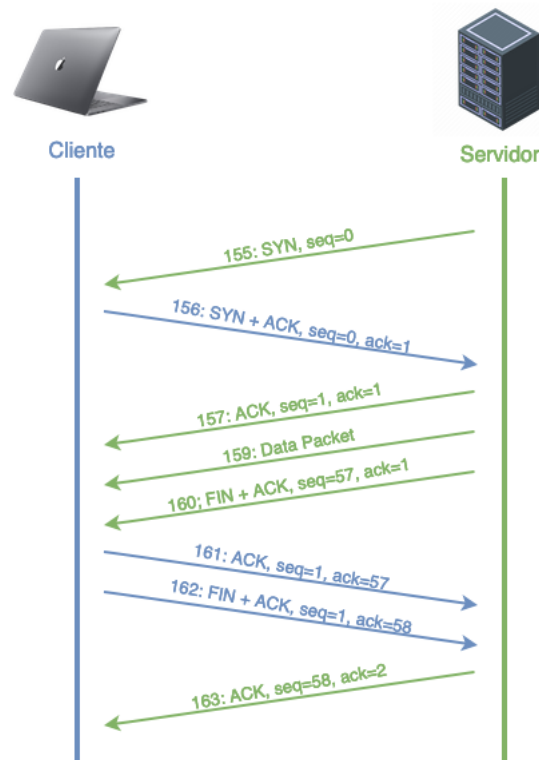 Cliente
Servidor
155: SYN, seq=0
156: SYN + ACK, seq=0, ack=1
157: ACK, seq=1, ack=1
159: Data Packet
160; FIN + ACK, seq=57, ack=1
161: ACK, seq=1, ack=57
162: FIN + ACK, seq=1, ack=58
163: ACK, seq=58, ack=2